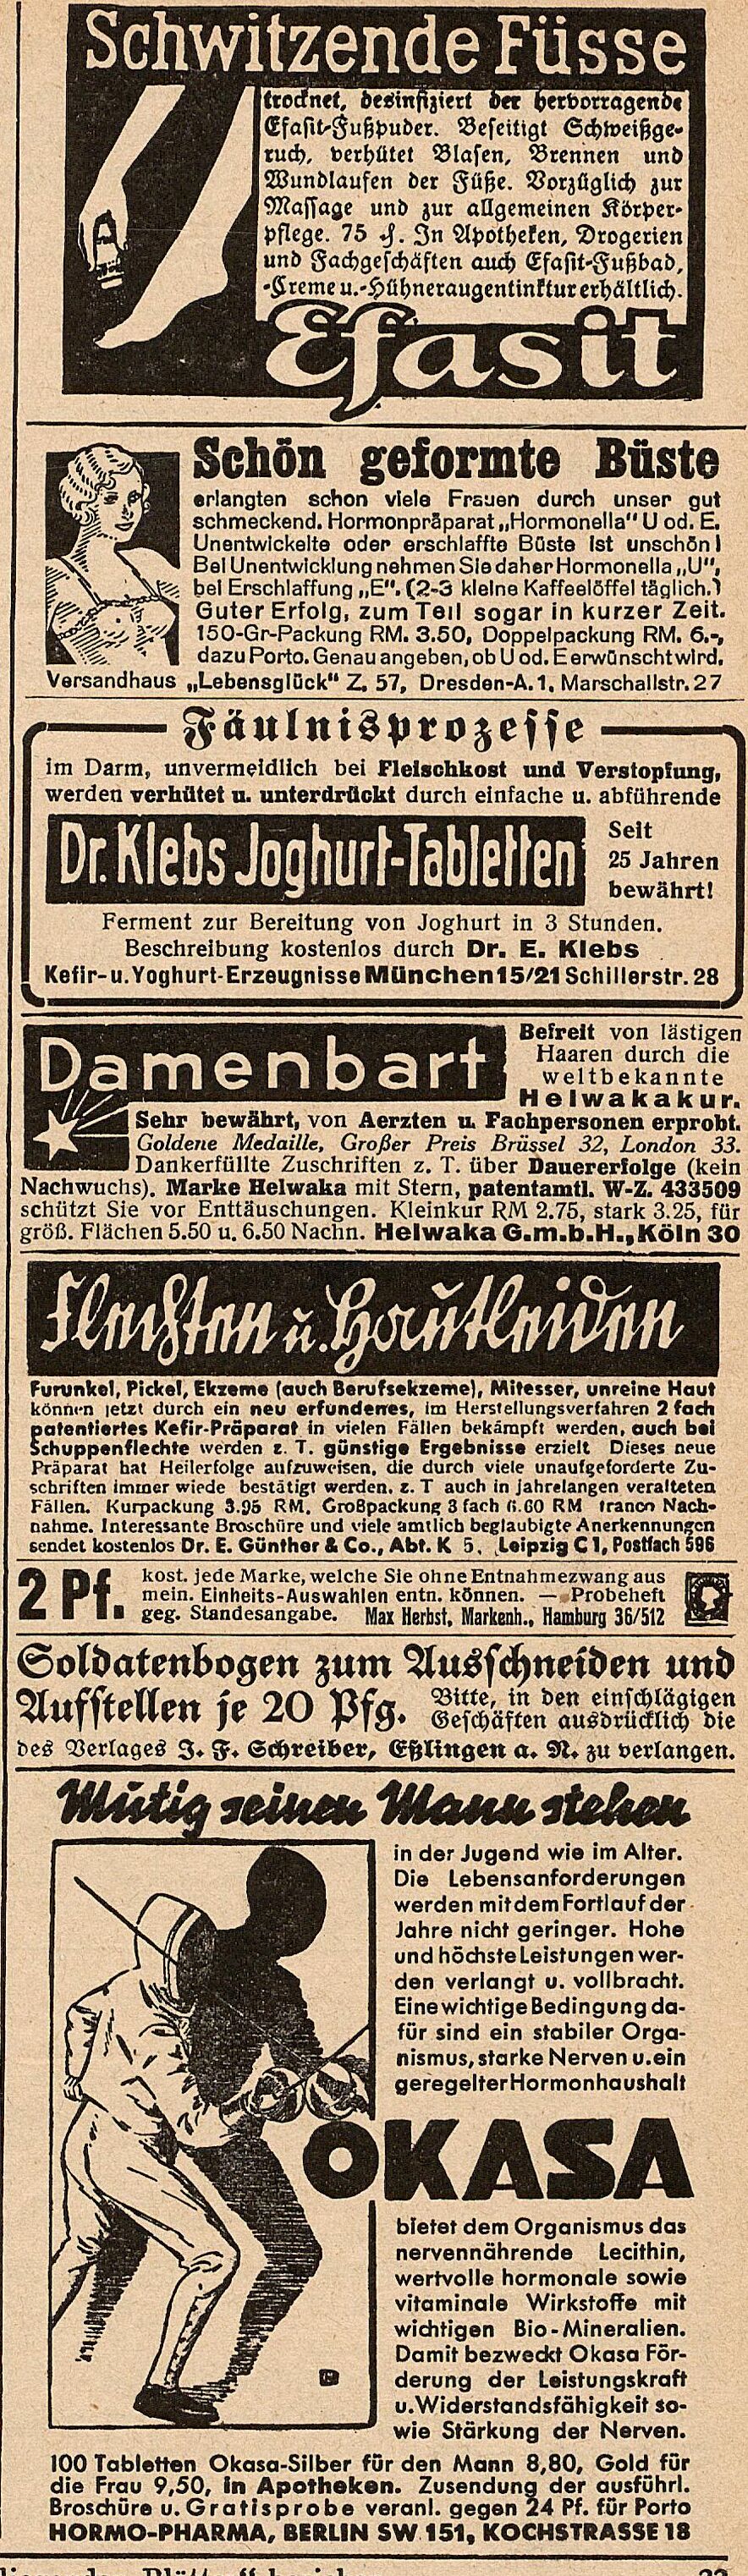 Schwitzende Füsse
trocknet, desinfiziert der hervorragende
Efasit-Fußpuder. Beseitigt Schweißge-
ruch, verhütet Blasen, Brennen und
Wundlaufen der Füße. Vorzüglich zur
Massage und zur allgemeinen Körper-
pflege. 75 ₰. In Apotheken, Drogerien
und Fachgeschäften auch Efasit-Fußbad,
-Creme u.-Hühneraugentinktur erhältlich.
Efasit
Schön geformte Büste
erlangten schon viele Frauen durch unser gut
schmeckend. Hormonpräparat „Hormonella" U od. E.
Unentwickelte oder erschlaffte Büste ist unschön!
Bei Unentwicklung nehmen Sie daher Hormonella „U",
bei Erschlaffung „E". (2-3 kleine Kaffeelöffel täglich.)
Guter Erfolg, zum Teil sogar in kurzer Zeit.
150-Gr-Packung RM. 3.50, Doppelpackung RM. 6.-,
dazu Porto. Genau angeben, ob U od. E erwünscht wird.
Versandhaus „Lebensglück" Z. 57, Dresden-A.1, Marschallstr. 27
Fäulnisprozesse
im Darm, unvermeidlich bei Fleischkost und Verstopfung,
werden verhütet u. unterdrückt durch einfache u. abführende
Dr. Klebs Joghurt-Tabletten
Seit
25 Jahren
bewährt!
Ferment zur Bereitung von Joghurt in 3 Stunden.
Beschreibung kostenlos durch Dr. E. Klebs
Kefir- u. Yoghurt-Erzeugnisse München 15/21 Schillerstr. 28
Damenbart
Befreit von lästigen
Haaren durch die
weltbekannte
Helwakakur.
Sehr bewährt, von Aerzten u. Fachpersonen erprobt.
Goldene Medaille, Großer Preis Brüssel 32, London 33.
Dankerfüllte Zuschriften z. T. über Dauererfolge (kein
Nachwuchs). Marke Helwaka mit Stern, patentamtl. W-Z. 433509
schützt Sie vor Enttäuschungen. Kleinkur RM 2.75, stark 3.25, für
größ. Flächen 5.50 u. 6.50 Nachn. Helwaka G.m.b.H., Köln 30
Flechten u. Hautleiden
Furunkel, Pickel, Ekzeme (auch Berufsekzeme), Mitesser, unreine Haut
können jetzt durch ein neu erfundenes, im Herstellungsverfahren 2 fach
patentiertes Kefir-Präparat in vielen Fällen bekämpft werden, auch bei
Schuppenflechte werden z. T. günstige Ergebnisse erzielt Dieses neue
Präparat hat Heilerfolge aufzuweisen, die durch viele unaufgeforderte Zu-
schriften immer wiede bestätigt werden, z. T auch in jahrelangen veralteten
Fällen. Kurpackung 3.95 RM, Großpackung 3 fach 6.60 RM franco Nach-
nahme. Interessante Broschüre und viele amtlich beglaubigte Anerkennungen
sendet kostenlos Dr. E. Günther & Co., Abt. K 5, Leipzig C 1, Postfach 596
2 Pf. kost. jede Marke, welche Sie ohne Entnahmezwang aus
mein. Einheits-Auswahlen entn. können. — Probeheft
geg. Standesangabe. Max Herbst, Markenh., Hamburg 36/512
Soldatenbogen zum Ausschneiden und
Aufstellen je 20 Pfg. Bitte, in den einschlägigen
Geschäften ausdrücklich die
des Verlages J. F. Schreiber, Eßlingen a. N. zu verlangen.
Mutig seinen Mann stehen
in der Jugend wie im Alter.
Die Lebensanforderungen
werden mit dem Fortlauf der
Jahre nicht geringer. Hohe
und höchste Leistungen wer-
den verlangt u. vollbracht.
Eine wichtige Bedingung da-
für sind ein stabiler Orga-
nismus, starke Nerven u. ein
geregelter Hormonhaushalt
OKASA
bietet dem Organismus das
nervennährende Lecithin,
wertvolle hormonale sowie
vitaminale Wirkstoffe mit
wichtigen Bio-Mineralien.
Damit bezweckt Okasa För-
derung der Leistungskraft
u. Widerstandsfähigkeit so-
wie Stärkung der Nerven.
100 Tabletten Okasa-Silber für den Mann 8,80, Gold für
die Frau 9,50, in Apotheken. Zusendung der ausführl.
Broschüre u. Gratisprobe veranl. gegen 24 Pf. für Porto
HORMO-PHARMA, BERLIN SW 151, KOCHSTRASSE 18